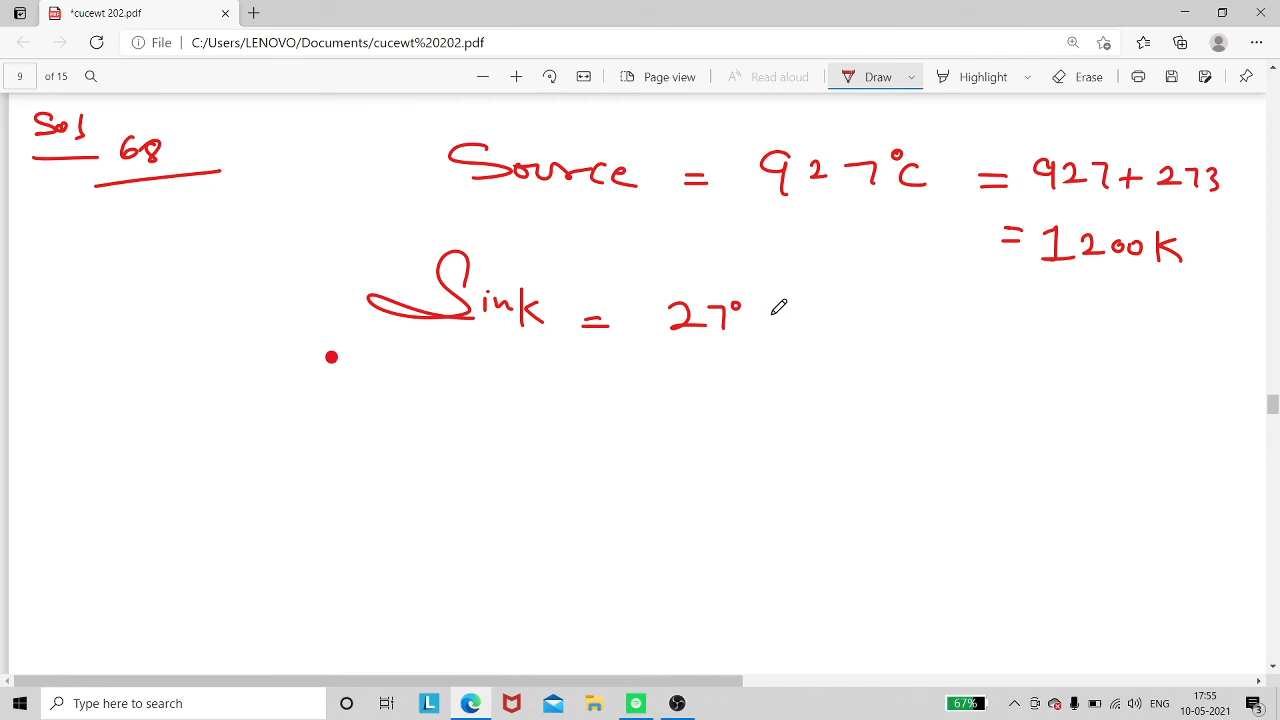 *cucewt 202.pdf
File C:/Users/LENOVO/Documents/cucewt%20202.pdf
9 of 15 Page view Read aloud Draw Highlight Erase
Sol 68
Source = 927°C = 927+273
= 1200K
Sink = 27°
Type here to search
67% ENG 17:55
10-05-2021 3